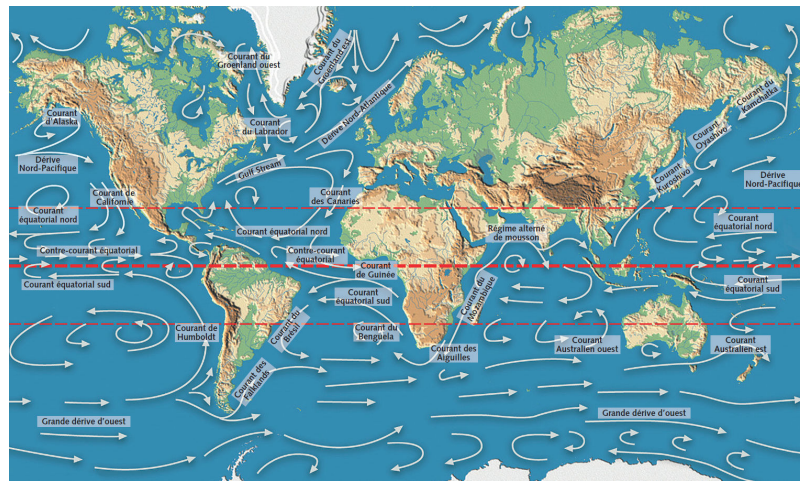 Courant du
Groenland ouest
Courant du
Groenland est
Courant
d'Alaska
Courant
du Labrador
Dérive Nord-Atlantique
Courant du
Kamchatka
Courant
Oyashivo
Dérive
Nord-Pacifique
Gulf Stream
Courant
Kuroshivo
Dérive
Nord-Pacifique
Courant de
Californie
Courant
des Canaries
Courant
équatorial nord
Courant équatorial nord
Régime alterné
de mousson
Courant
équatorial nord
Contre-courant équatorial
Contre-courant
équatorial
Courant
de Guinée
Courant équatorial sud
Courant
équatorial sud
Courant du
Mozambique
Courant
équatorial sud
Courant de
Humboldt
Courant du
Brésil
Courant du
Benguela
Courant des
Aiguilles
Courant
Australien ouest
Courant
Australien est
Courant des
Falklands
Grande dérive d'ouest
Grande dérive d'ouest